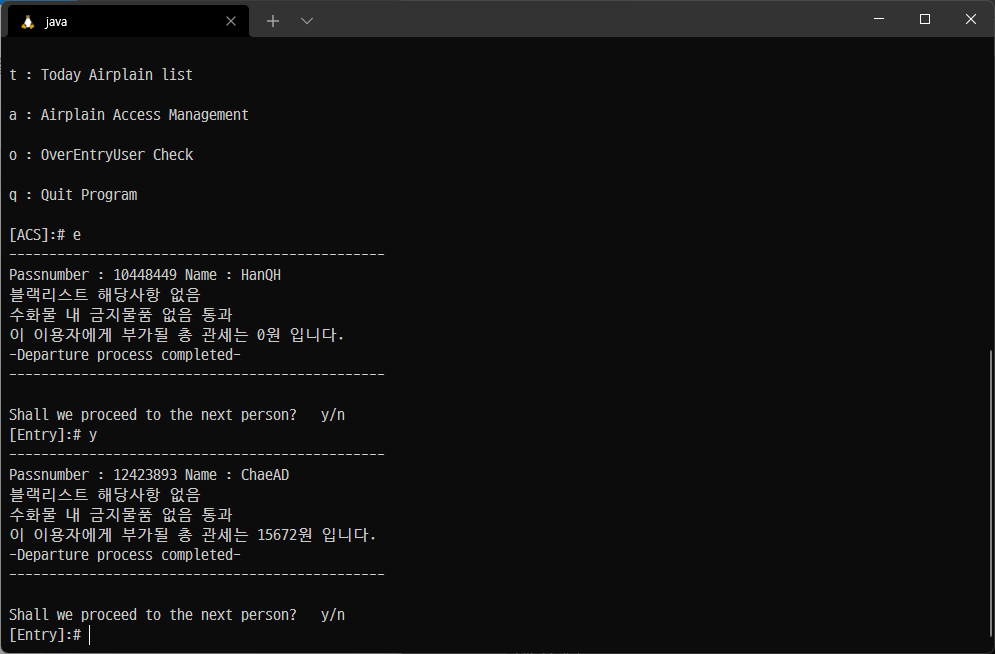 java
t : Today Airplain list
a : Airplain Access Management
o : OverEntryUser Check
q : Quit Program
[ACS]:# e
-----------------------------------------------
Passnumber : 10448449 Name : HanQH
블랙리스트 해당사항 없음
수화물 내 금지물품 없음 통과
이 이용자에게 부가될 총 관세는 0원 입니다.
-Departure process completed-
-----------------------------------------------
Shall we proceed to the next person?   y/n
[Entry]:# y
-----------------------------------------------
Passnumber : 12423893 Name : ChaeAD
블랙리스트 해당사항 없음
수화물 내 금지물품 없음 통과
이 이용자에게 부가될 총 관세는 15672원 입니다.
-Departure process completed-
-----------------------------------------------
Shall we proceed to the next person?   y/n
[Entry]:#